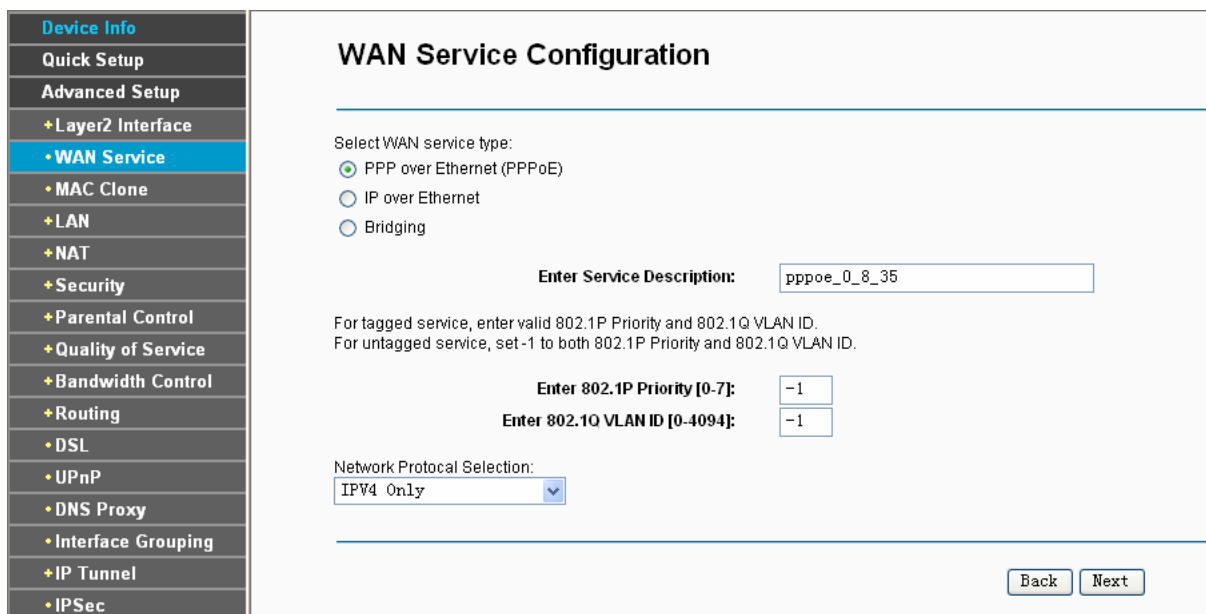 Device Info
Quick Setup
Advanced Setup
+Layer2 Interface
•WAN Service
•MAC Clone
+LAN
+NAT
+Security
+Parental Control
+Quality of Service
+Bandwidth Control
+Routing
•DSL
•UPnP
•DNS Proxy
•Interface Grouping
+IP Tunnel
•IPSec
WAN Service Configuration
Select WAN service type:
PPP over Ethernet (PPPoE)
IP over Ethernet
Bridging
Enter Service Description: pppoe_0_8_35
For tagged service, enter valid 802.1P Priority and 802.1Q VLAN ID.
For untagged service, set -1 to both 802.1P Priority and 802.1Q VLAN ID.
Enter 802.1P Priority [0-7]: -1
Enter 802.1Q VLAN ID [0-4094]: -1
Network Protocal Selection:
IPV4 Only
Back Next